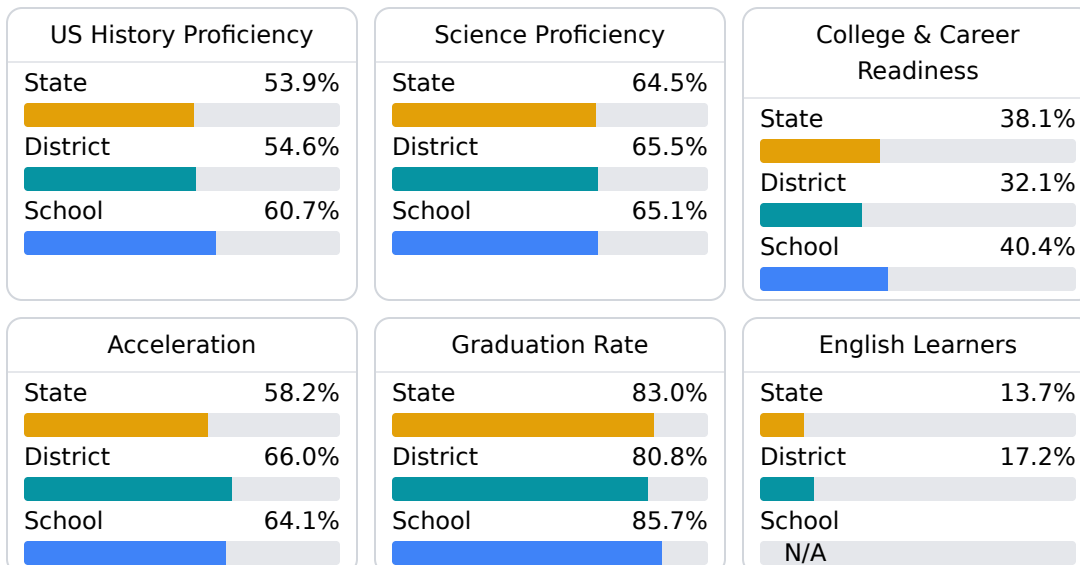 US History Proficiency
State 53.9%
District 54.6%
School 60.7%
Science Proficiency
State 64.5%
District 65.5%
School 65.1%
College & Career
Readiness
State 38.1%
District 32.1%
School 40.4%
Acceleration
State 58.2%
District 66.0%
School 64.1%
Graduation Rate
State 83.0%
District 80.8%
School 85.7%
English Learners
State 13.7%
District 17.2%
School
N/A